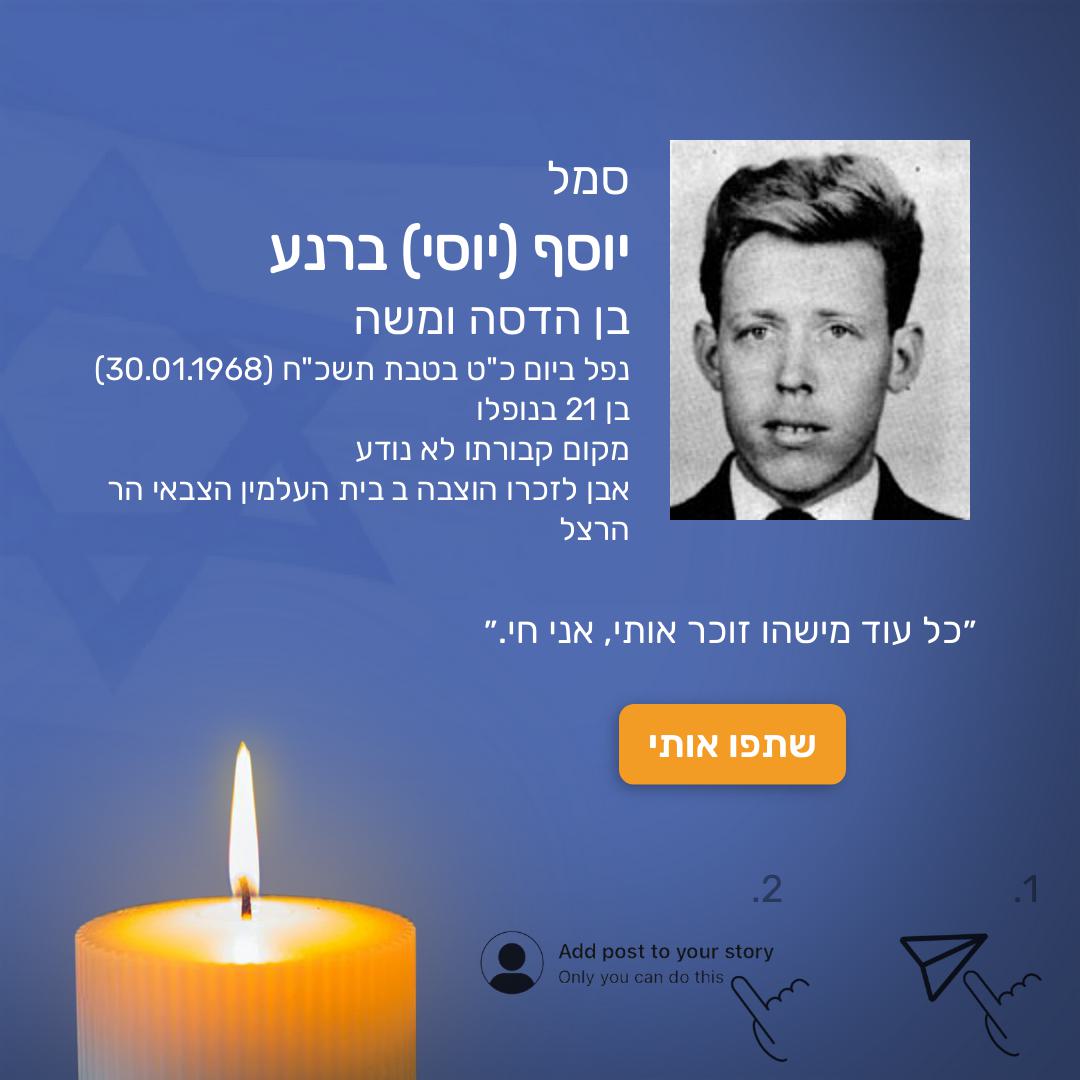 סמל
יוסף (יוסי) ברנע
בן הדסה ומשה
נפל ביום כ"ט בטבת תשכ"ח (30.01.1968)
בן 21 בנופלו
מקום קבורתו לא נודע
אבן לזכרו הוצבה ב בית העלמין הצבאי הר
הרצל
״כל עוד מישהו זוכר אותי, אני חי.״
שתפו אותי
1.
2.
Add post to your story
Only you can do this